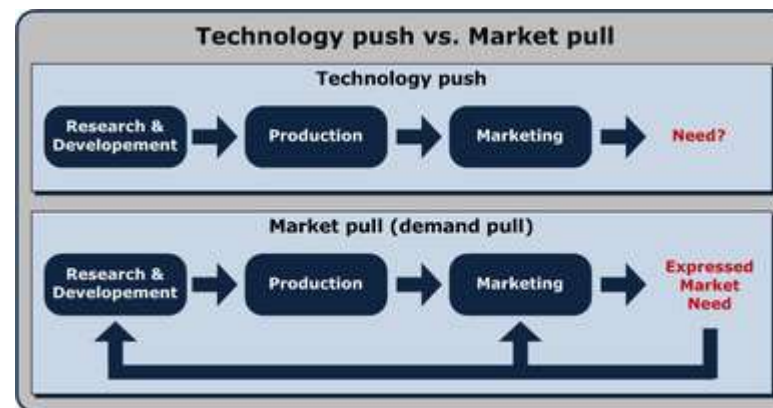 Technology push vs. Market pull
Technology push
Research &
Developement
Production
Marketing
Need?
Market pull (demand pull)
Research &
Developement
Production
Marketing
Expressed
Market
Need